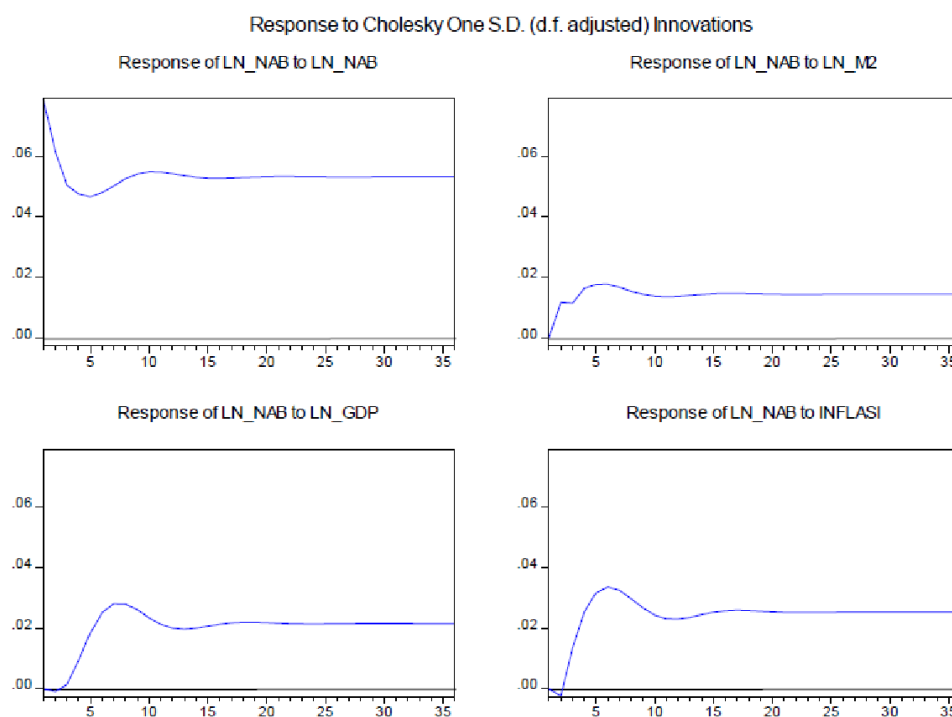 Response to Cholesky One S.D. (d.f. adjusted) Innovations
Response of LN_NAB to LN_NAB
Response of LN_NAB to LN_M2
.06
.04
.02
.00
5 10 15 20 25 30 35
.06
.04
.02
.00
5 10 15 20 25 30 35
Response of LN_NAB to LN_GDP
Response of LN_NAB to INFLASI
.06
.04
.02
.00
5 10 15 20 25 30 35
.06
.04
.02
.00
5 10 15 20 25 30 35